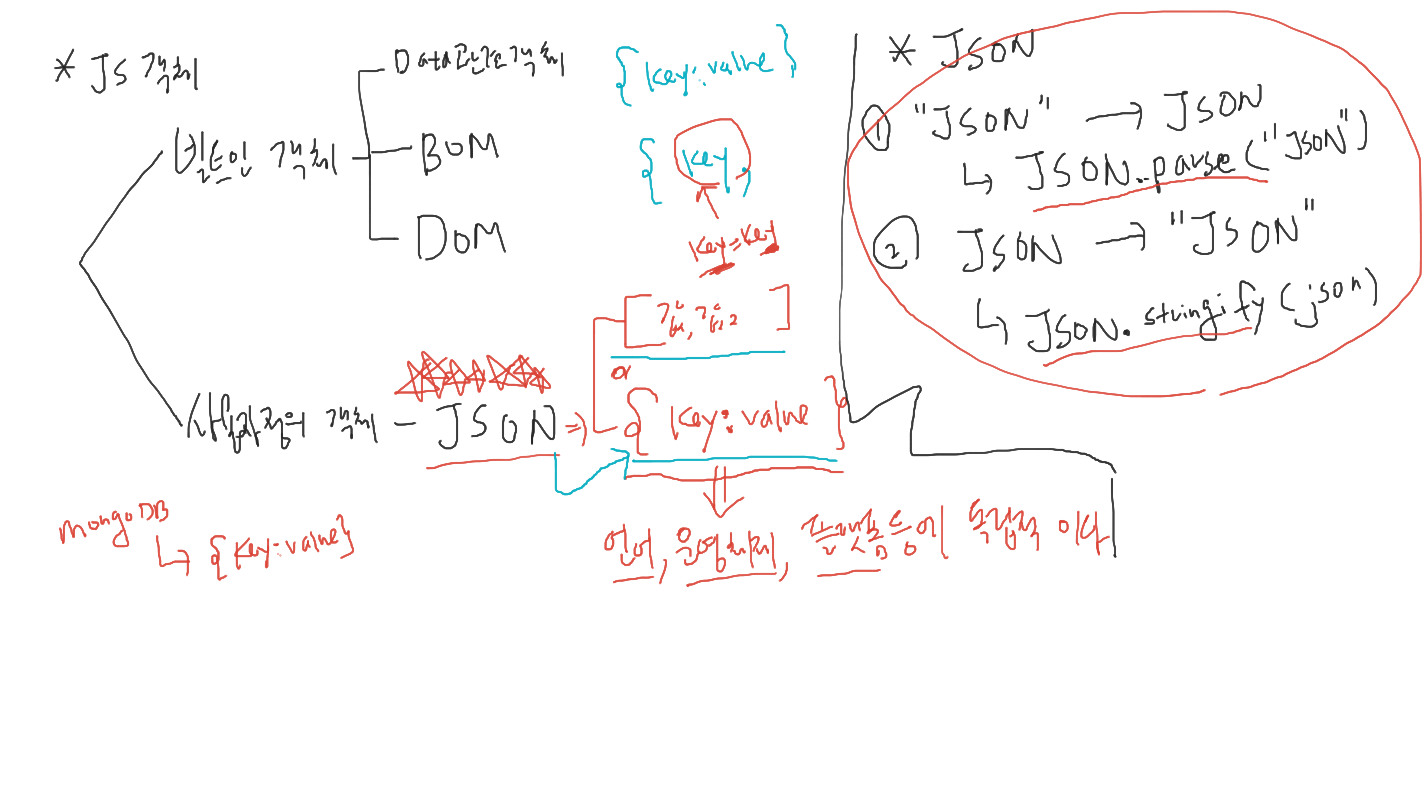 * JS 객체
Data관련객체
빌트인 객체
BOM
DOM
사용자정의 객체 - JSON => {key:value}
[값1, 값2]
or
{key:value}
{key,}
key=key
언어, 운영체제, 플랫폼등에 독립적 이다
mongoDB
↳ {key:value}
* JSON
① "JSON" → JSON
↳ JSON.parse("JSON")
② JSON → "JSON"
↳ JSON.stringify(json)